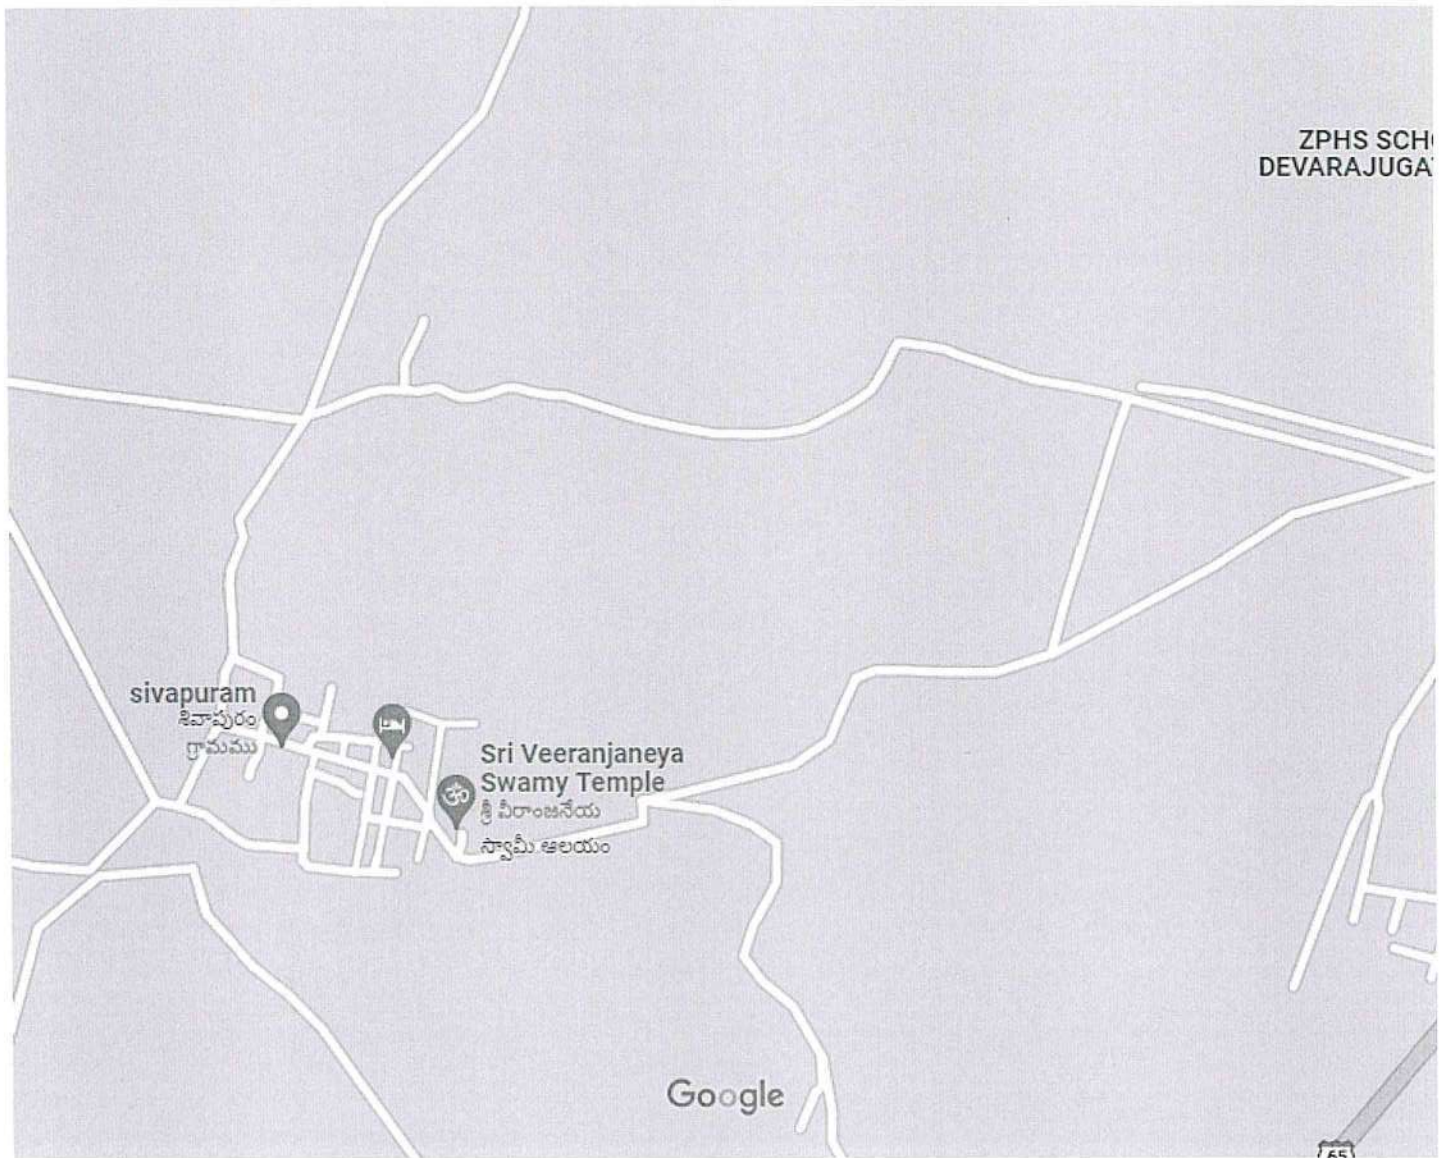 ZPHS SCH
DEVARAJUGA
sivapuram
శివాపురం
గ్రామము
Sri Veeranjaneya
Swamy Temple
శ్రీ వీరాంజనేయ
స్వామీ ఆలయం
Google
65